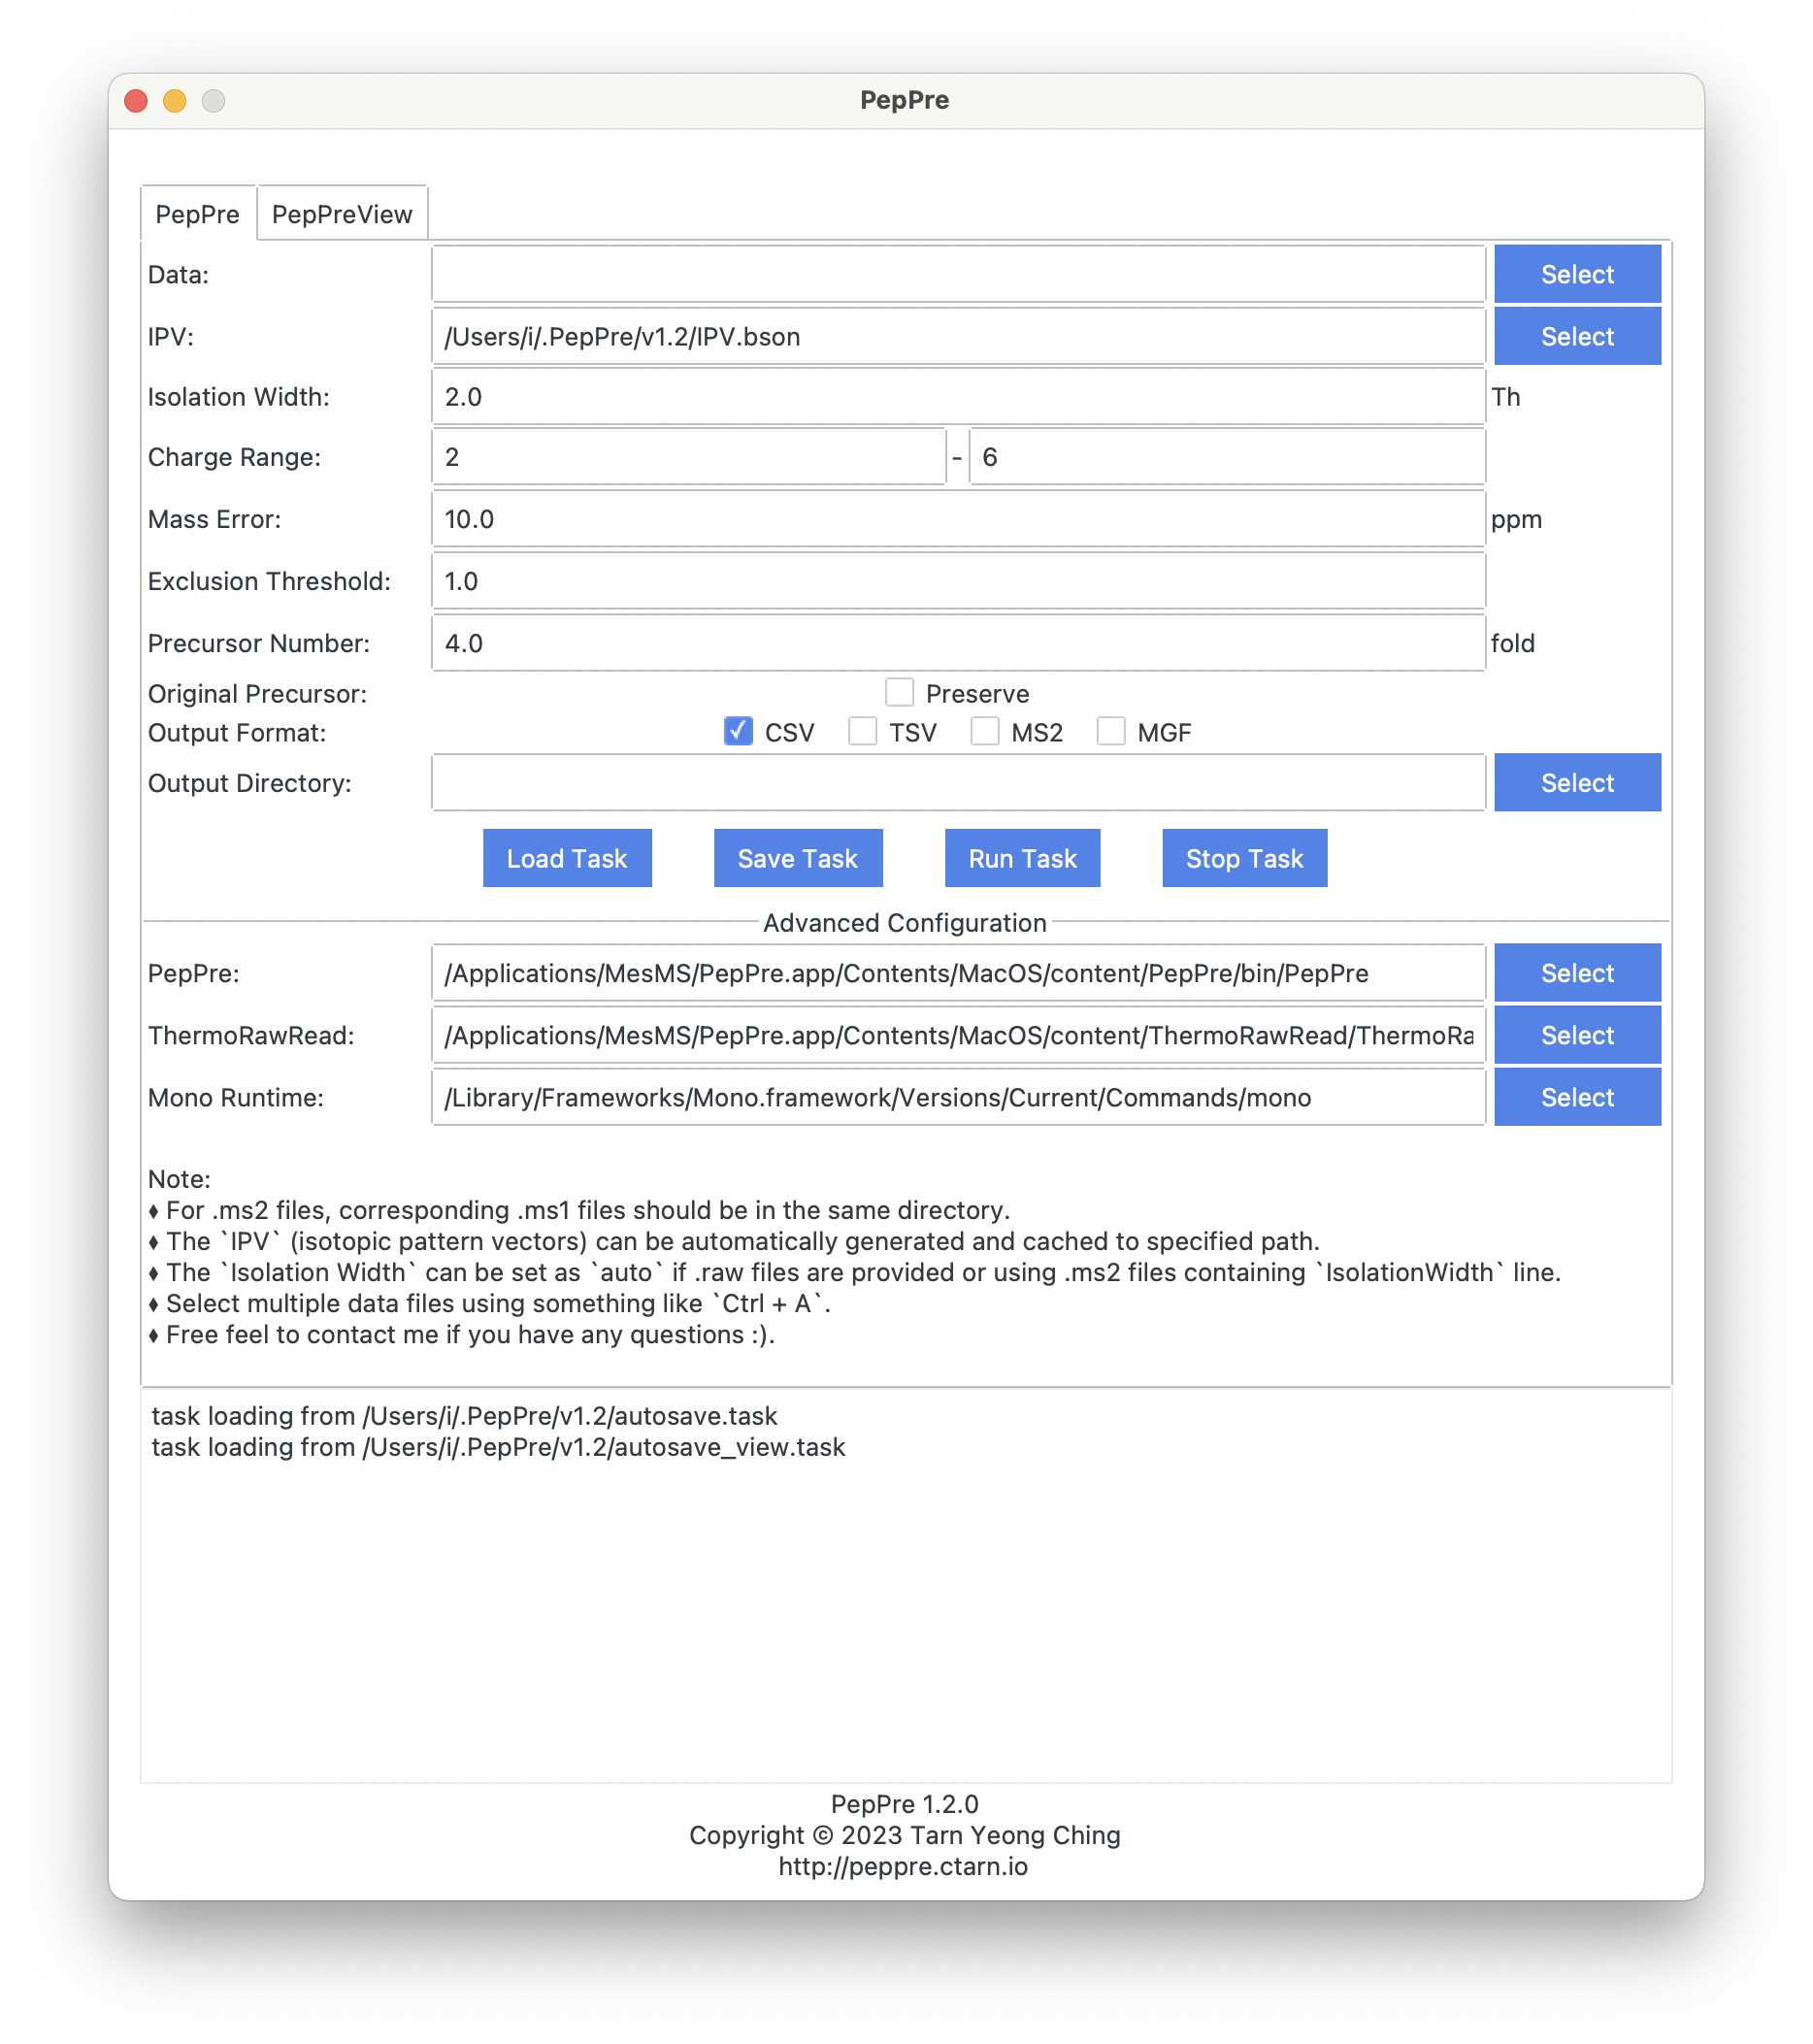 PepPre
PepPre PepPreView
Data: Select
IPV: /Users/i/.PepPre/v1.2/IPV.bson Select
Isolation Width: 2.0 Th
Charge Range: 2 - 6
Mass Error: 10.0 ppm
Exclusion Threshold: 1.0
Precursor Number: 4.0 fold
Original Precursor: Preserve
Output Format: CSV TSV MS2 MGF
Output Directory: Select
Load Task Save Task Run Task Stop Task
Advanced Configuration
PepPre: /Applications/MesMS/PepPre.app/Contents/MacOS/content/PepPre/bin/PepPre Select
ThermoRawRead: /Applications/MesMS/PepPre.app/Contents/MacOS/content/ThermoRawRead/ThermoRa Select
Mono Runtime: /Library/Frameworks/Mono.framework/Versions/Current/Commands/mono Select
Note:
♦ For .ms2 files, corresponding .ms1 files should be in the same directory.
♦ The `IPV` (isotopic pattern vectors) can be automatically generated and cached to specified path.
♦ The `Isolation Width` can be set as `auto` if .raw files are provided or using .ms2 files containing `IsolationWidth` line.
♦ Select multiple data files using something like `Ctrl + A`.
♦ Free feel to contact me if you have any questions :).
task loading from /Users/i/.PepPre/v1.2/autosave.task
task loading from /Users/i/.PepPre/v1.2/autosave_view.task
PepPre 1.2.0
Copyright © 2023 Tarn Yeong Ching
http://peppre.ctarn.io